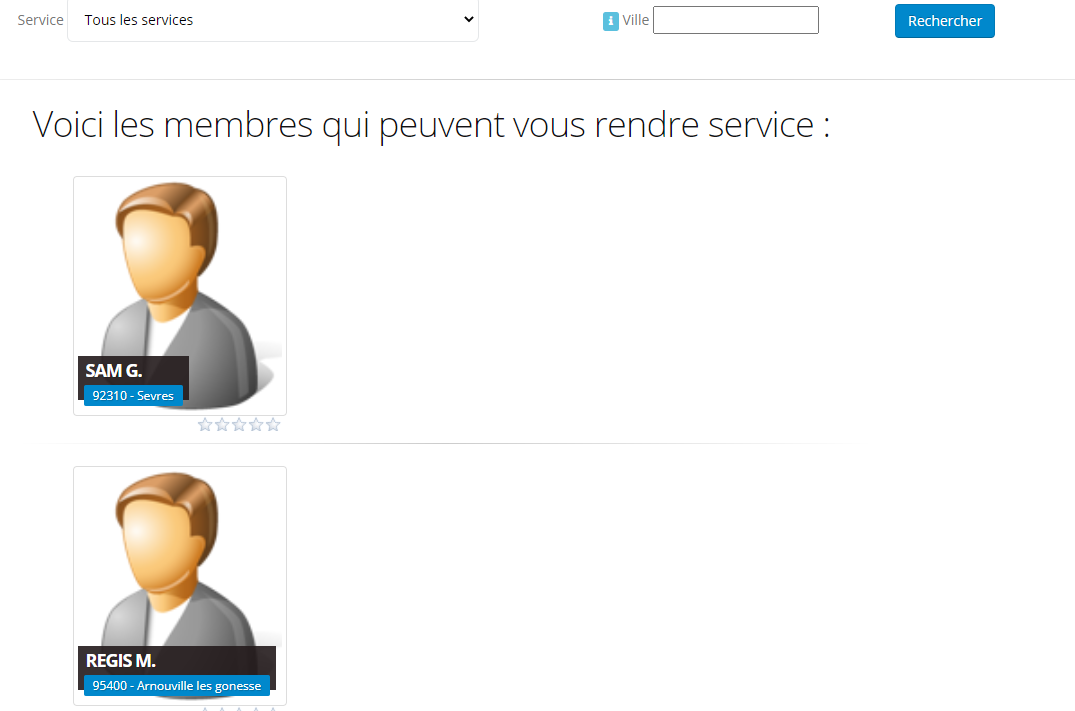 Service Tous les services
i Ville
Rechercher
Voici les membres qui peuvent vous rendre service :
SAM G.
92310 - Sevres
REGIS M.
95400 - Arnouville les gonesse